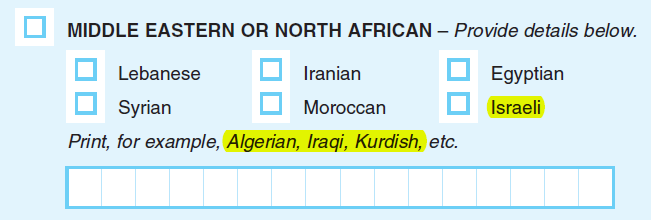 MIDDLE EASTERN OR NORTH AFRICAN – Provide details below.
Lebanese Iranian Egyptian
Syrian Moroccan Israeli
Print, for example, Algerian, Iraqi, Kurdish, etc.